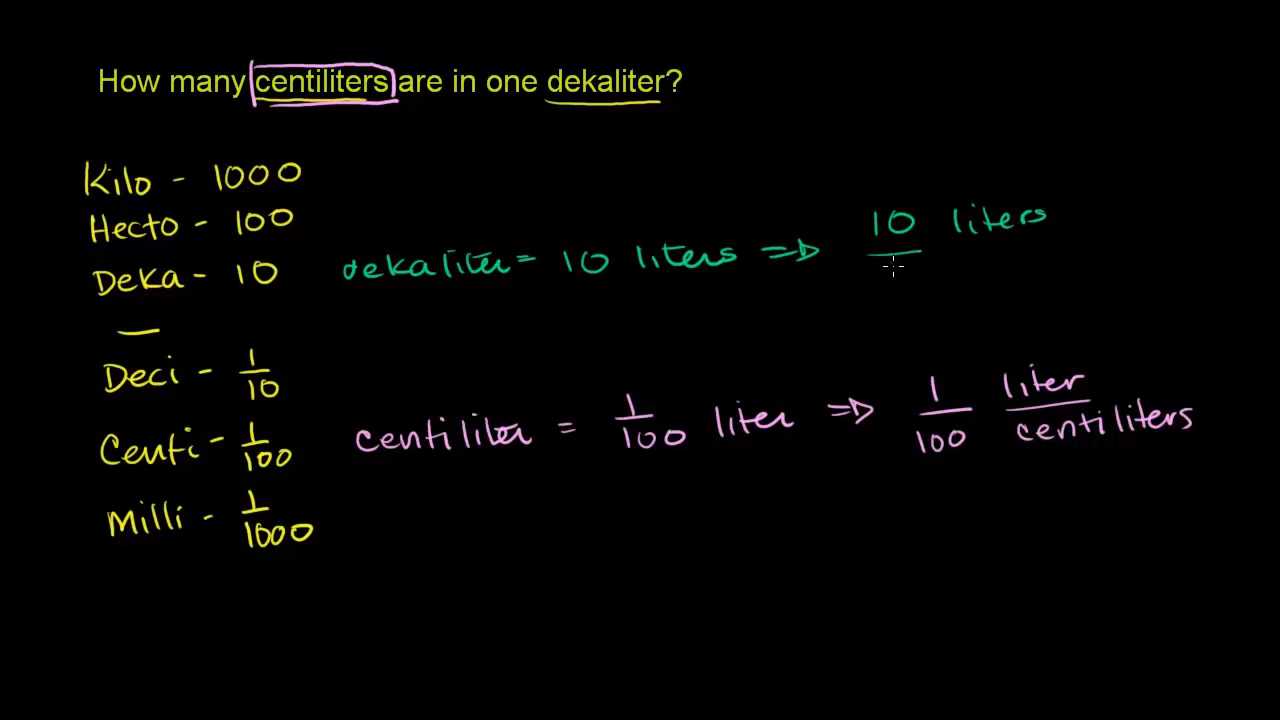 How many centiliters are in one dekaliter?
Kilo - 1000
Hecto - 100
Deka - 10
dekaliter = 10 liters ⇒ 10 liters
Deci - 1/10
Centi - 1/100
centiliter = 1/100 liter ⇒ 1/100 liter/centiliters
Milli - 1/1000